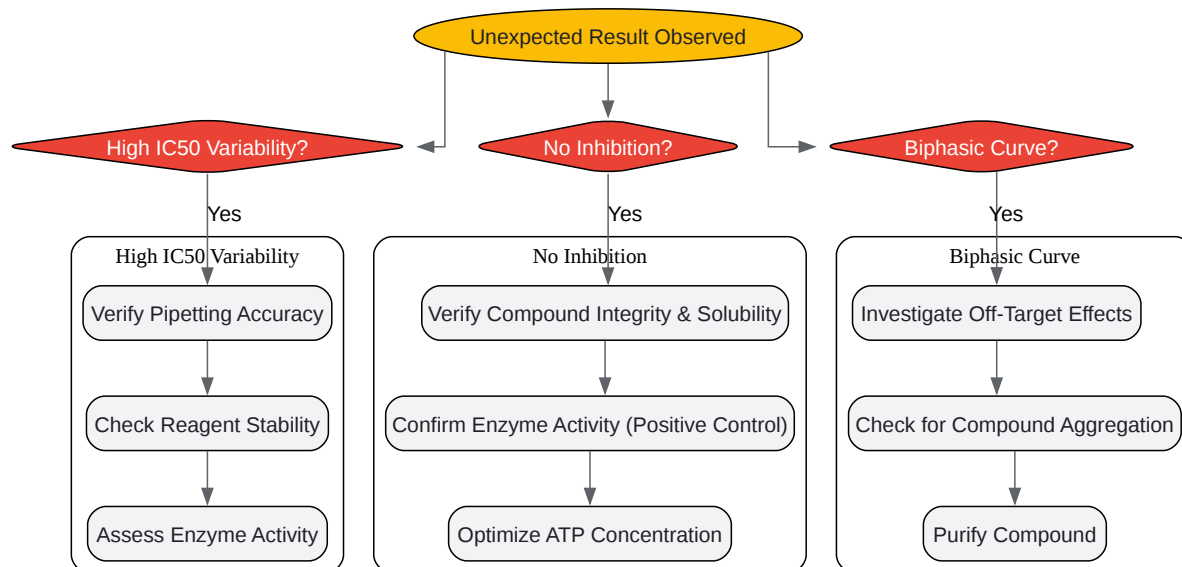 Unexpected Result Observed
High IC50 Variability?
No Inhibition?
Biphasic Curve?
Yes
Yes
Yes
High IC50 Variability
No Inhibition
Biphasic Curve
Verify Pipetting Accuracy
Verify Compound Integrity & Solubility
Investigate Off-Target Effects
Check Reagent Stability
Confirm Enzyme Activity (Positive Control)
Check for Compound Aggregation
Assess Enzyme Activity
Optimize ATP Concentration
Purify Compound